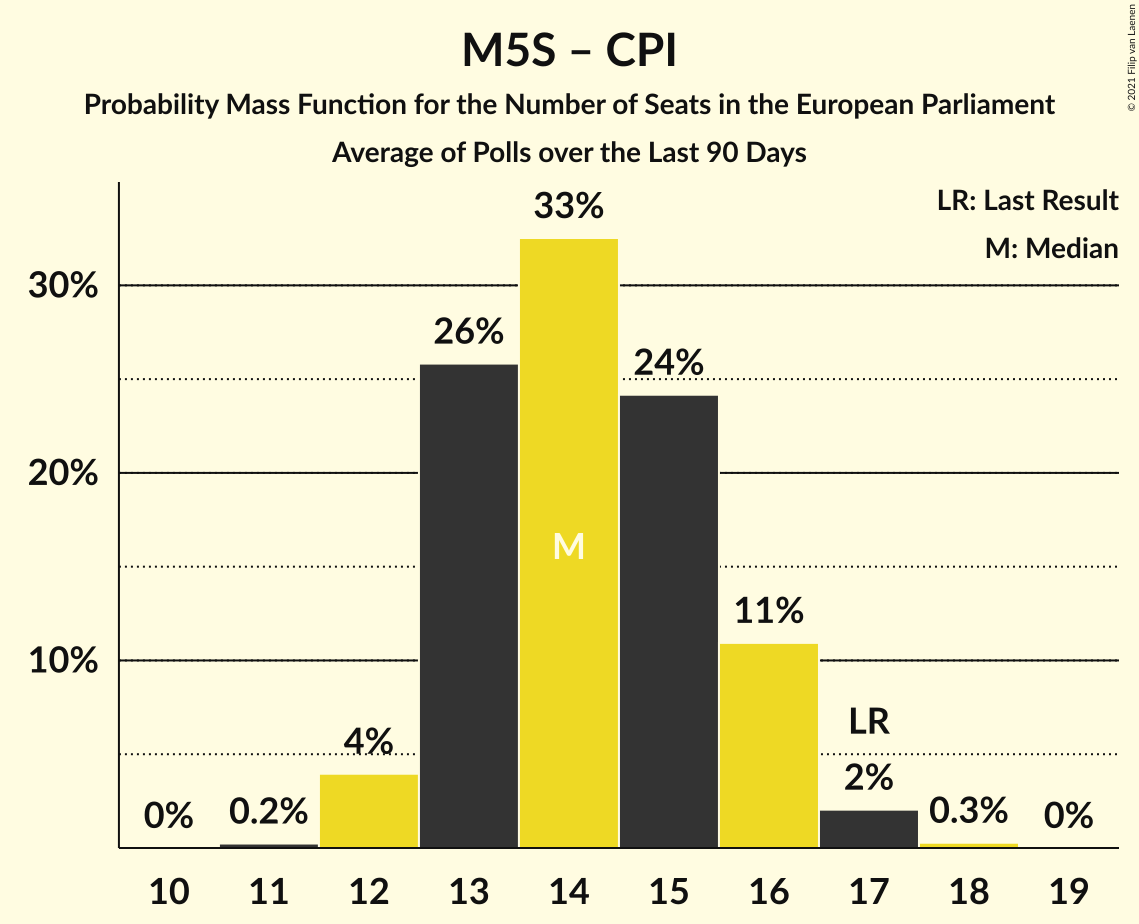 M5S – CPI
Probability Mass Function for the Number of Seats in the European Parliament
Average of Polls over the Last 90 Days
© 2021 Filip van Laenen
LR: Last Result
M: Median
33%
30%
26%
24%
20%
M
11%
10%
LR
4%
2%
0%
0.2%
0.3%
0%
10 11 12 13 14 15 16 17 18 19